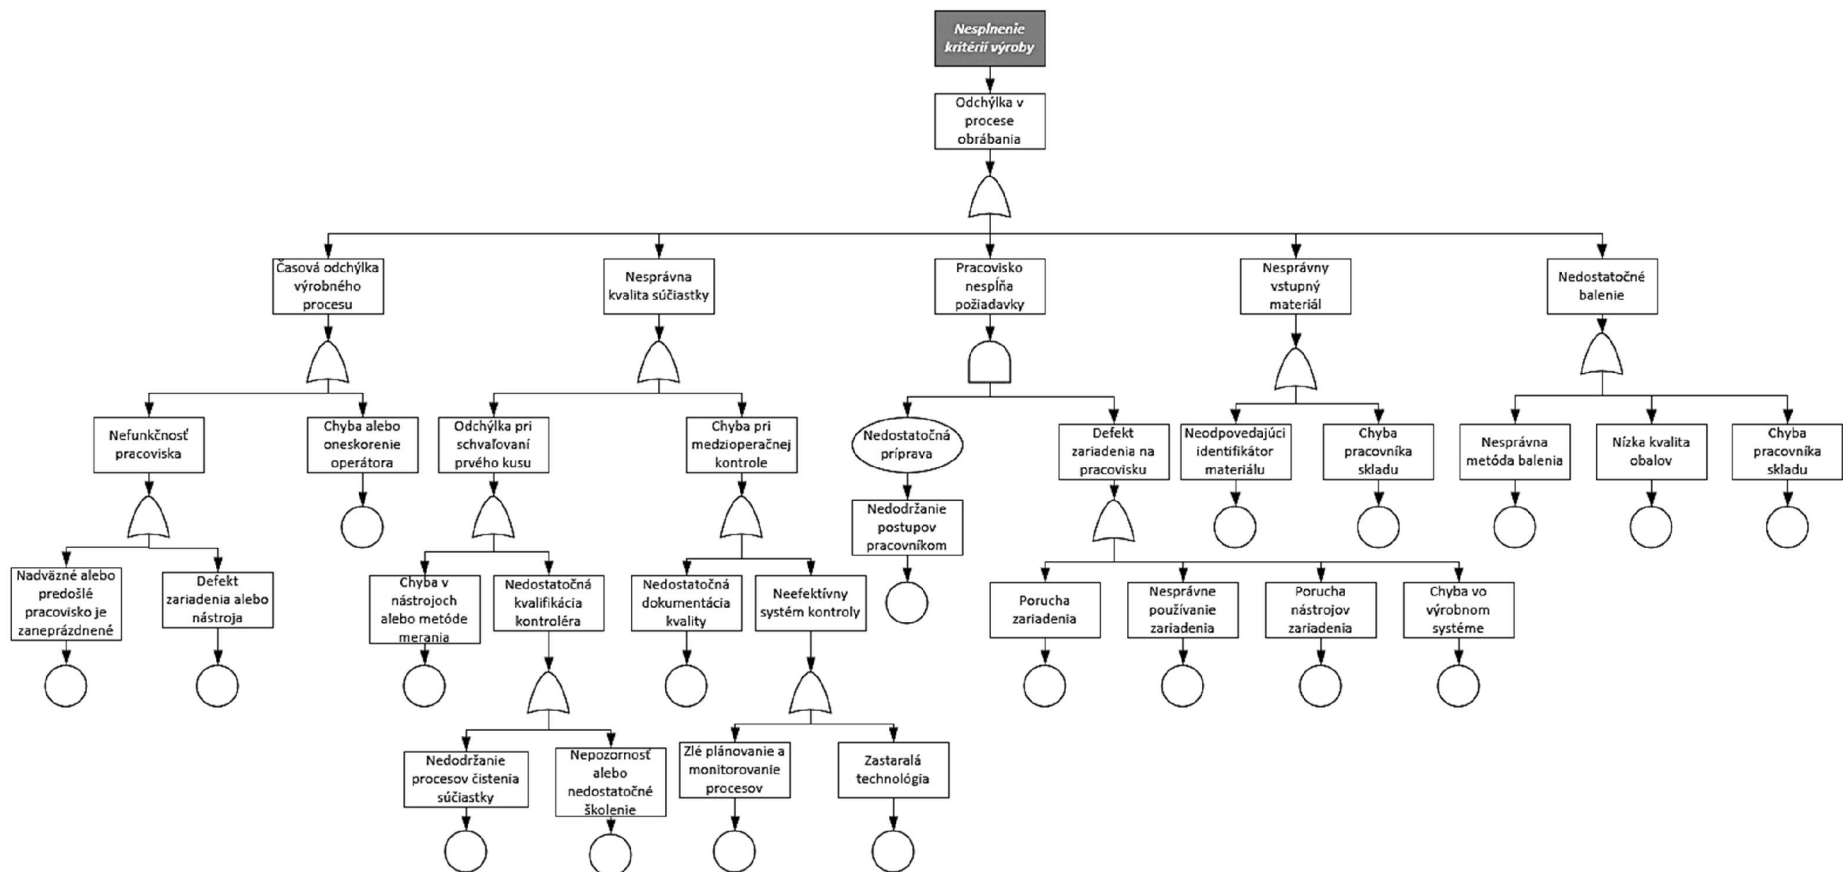 Nesplnenie
kritérií výroby
Odchýlka v
procese
obrábania
Časová odchýlka
výrobného
procesu
Nesprávna
kvalita súčiastky
Pracovisko
nespĺňa
požiadavky
Nesprávny
vstupný
materiál
Nedostatočné
balenie
Nefunkčnosť
pracoviska
Chyba alebo
oneskorenie
operátora
Odchýlka pri
schvaľovaní
prvého kusu
Chyba pri
medzioperačnej
kontrole
Nedostatočná
príprava
Defekt
zariadenia na
pracovisku
Neodpovedajúci
identifikátor
materiálu
Chyba
pracovníka
skladu
Nesprávna
metóda balenia
Nízka kvalita
obalov
Chyba
pracovníka
skladu
Nedodržanie
postupov
pracovníkom
Nadväzné alebo
predošlé
pracovisko je
zaneprázdnené
Defekt
zariadenia alebo
nástroja
Chyba v
nástrojoch
alebo metóde
merania
Nedostatočná
kvalifikácia
kontroléra
Nedostatočná
dokumentácia
kvality
Neefektívny
systém kontroly
Porucha
zariadenia
Nesprávne
používanie
zariadenia
Porucha
nástrojov
zariadenia
Chyba vo
výrobnom
systéme
Nedodržanie
procesov čistenia
súčiastky
Nepozornosť
alebo
nedostatočné
školenie
Zlé plánovanie a
monitorovanie
procesov
Zastaralá
technológia